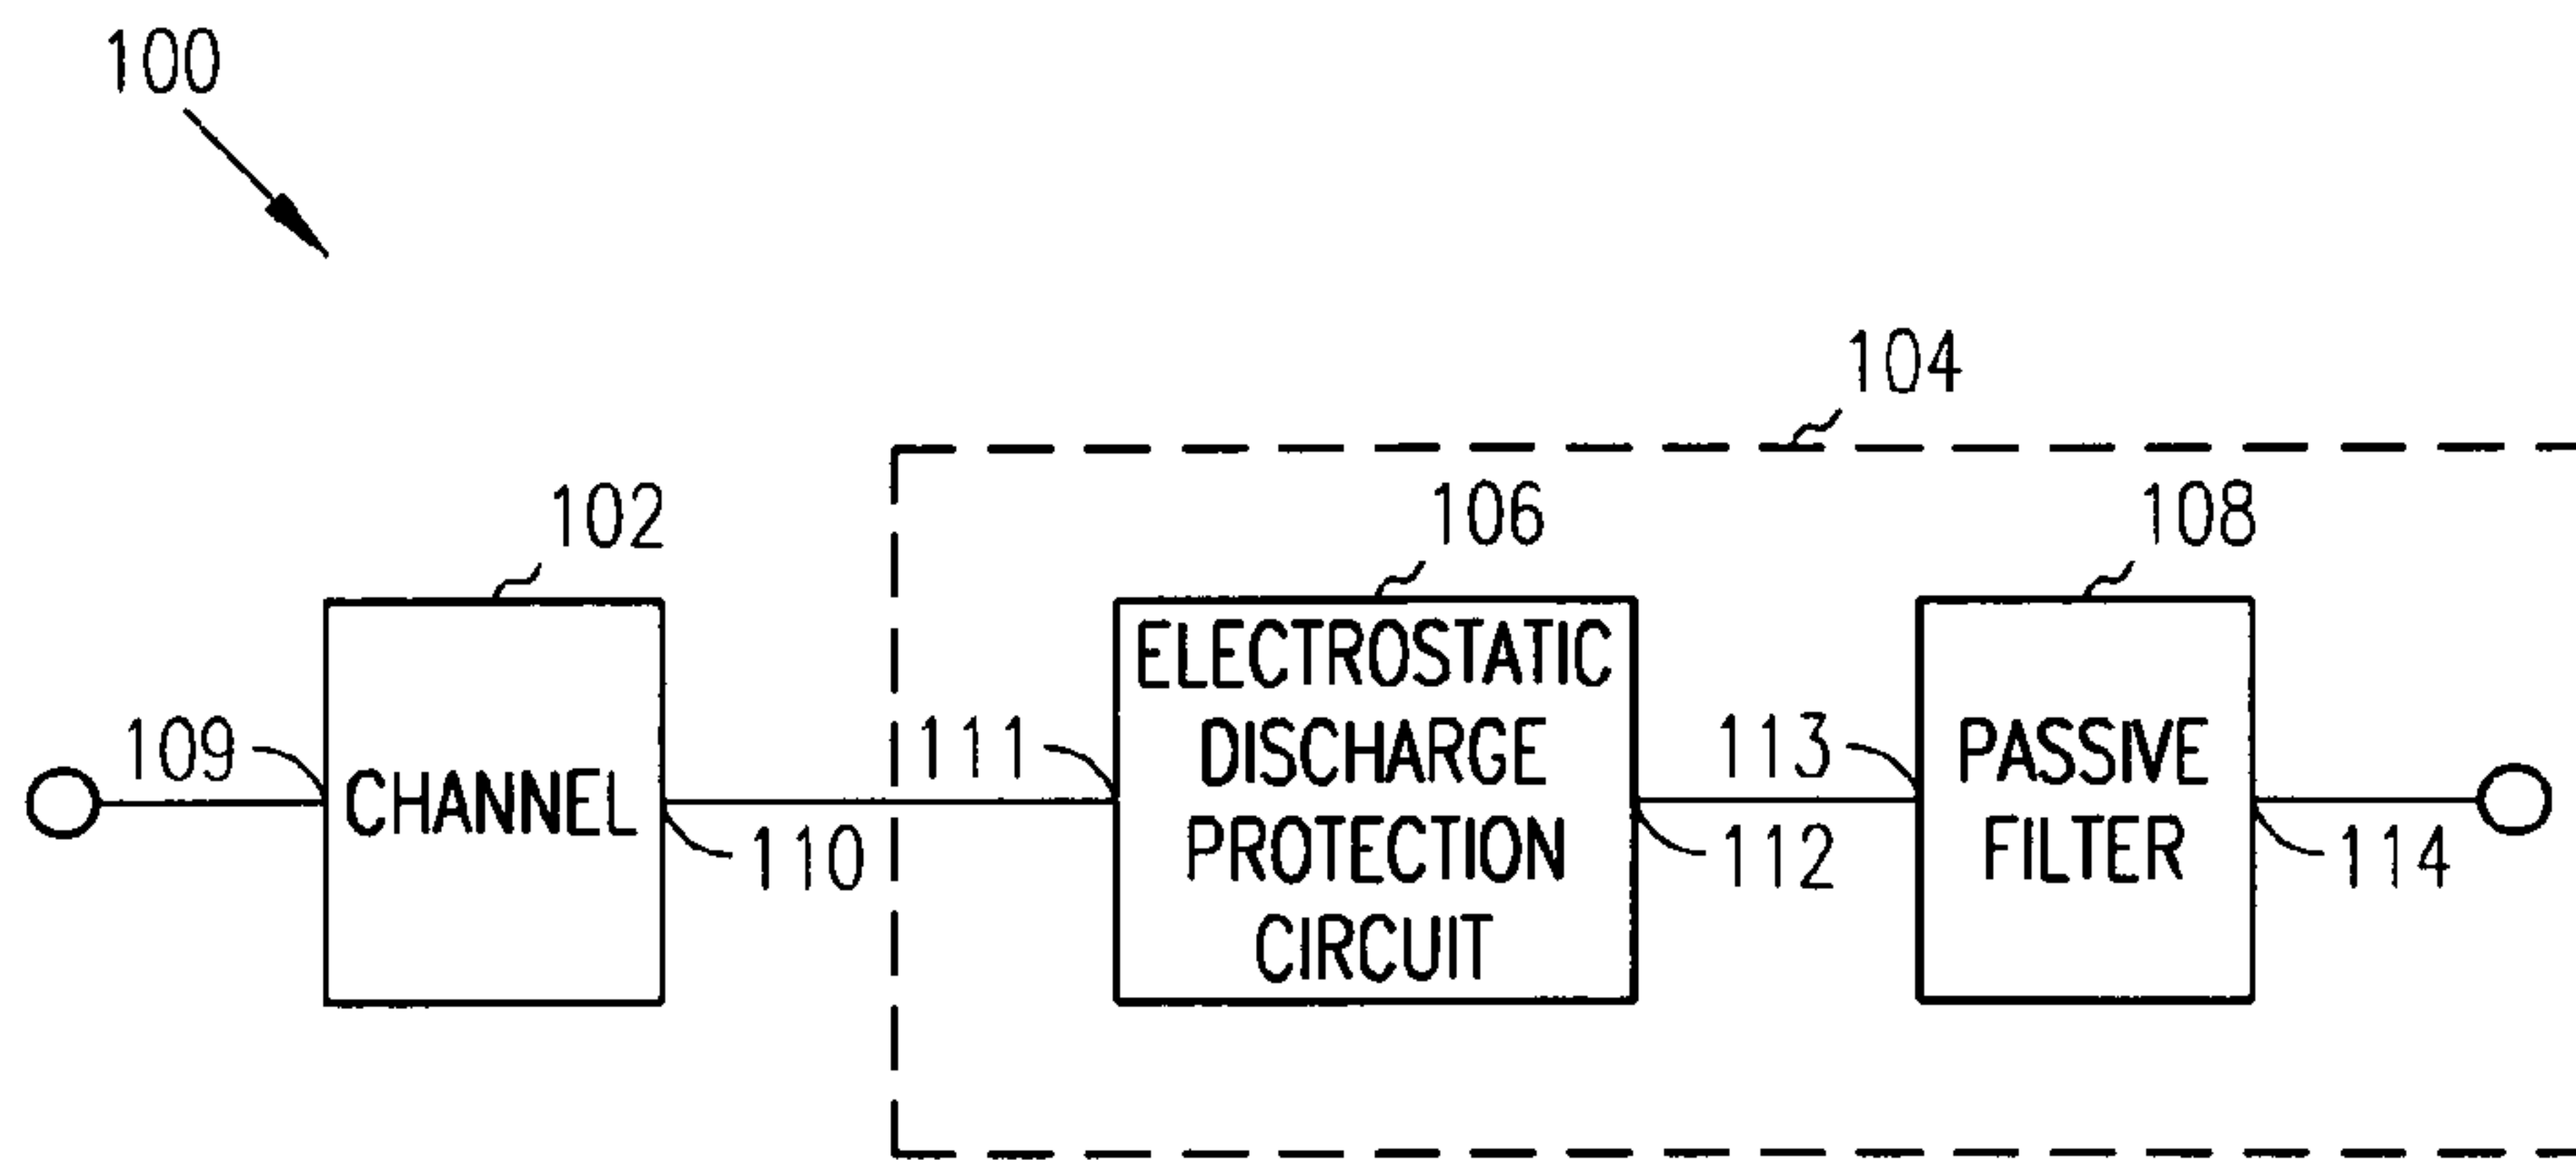 100
104
102
106
108
ELECTROSTATIC
DISCHARGE
PROTECTION
CIRCUIT
109
CHANNEL
110
111
112
113
PASSIVE
FILTER
114